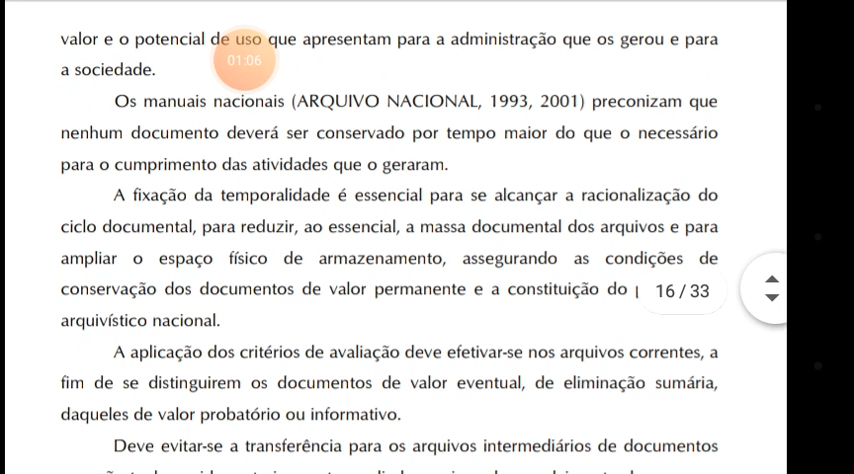 valor e o potencial de uso que apresentam para a administração que os gerou e para
01:06
a sociedade.
Os manuais nacionais (ARQUIVO NACIONAL, 1993, 2001) preconizam que
nenhum documento deverá ser conservado por tempo maior do que o necessário
para o cumprimento das atividades que o geraram.
A fixação da temporalidade é essencial para se alcançar a racionalização do
ciclo documental, para reduzir, ao essencial, a massa documental dos arquivos e para
ampliar o espaço físico de armazenamento, assegurando as condições de
conservação dos documentos de valor permanente e a constituição do
16 / 33
arquivístico nacional.
A aplicação dos critérios de avaliação deve efetivar-se nos arquivos correntes, a
fim de se distinguirem os documentos de valor eventual, de eliminação sumária,
daqueles de valor probatório ou informativo.
Deve evitar-se a transferência para os arquivos intermediários de documentos